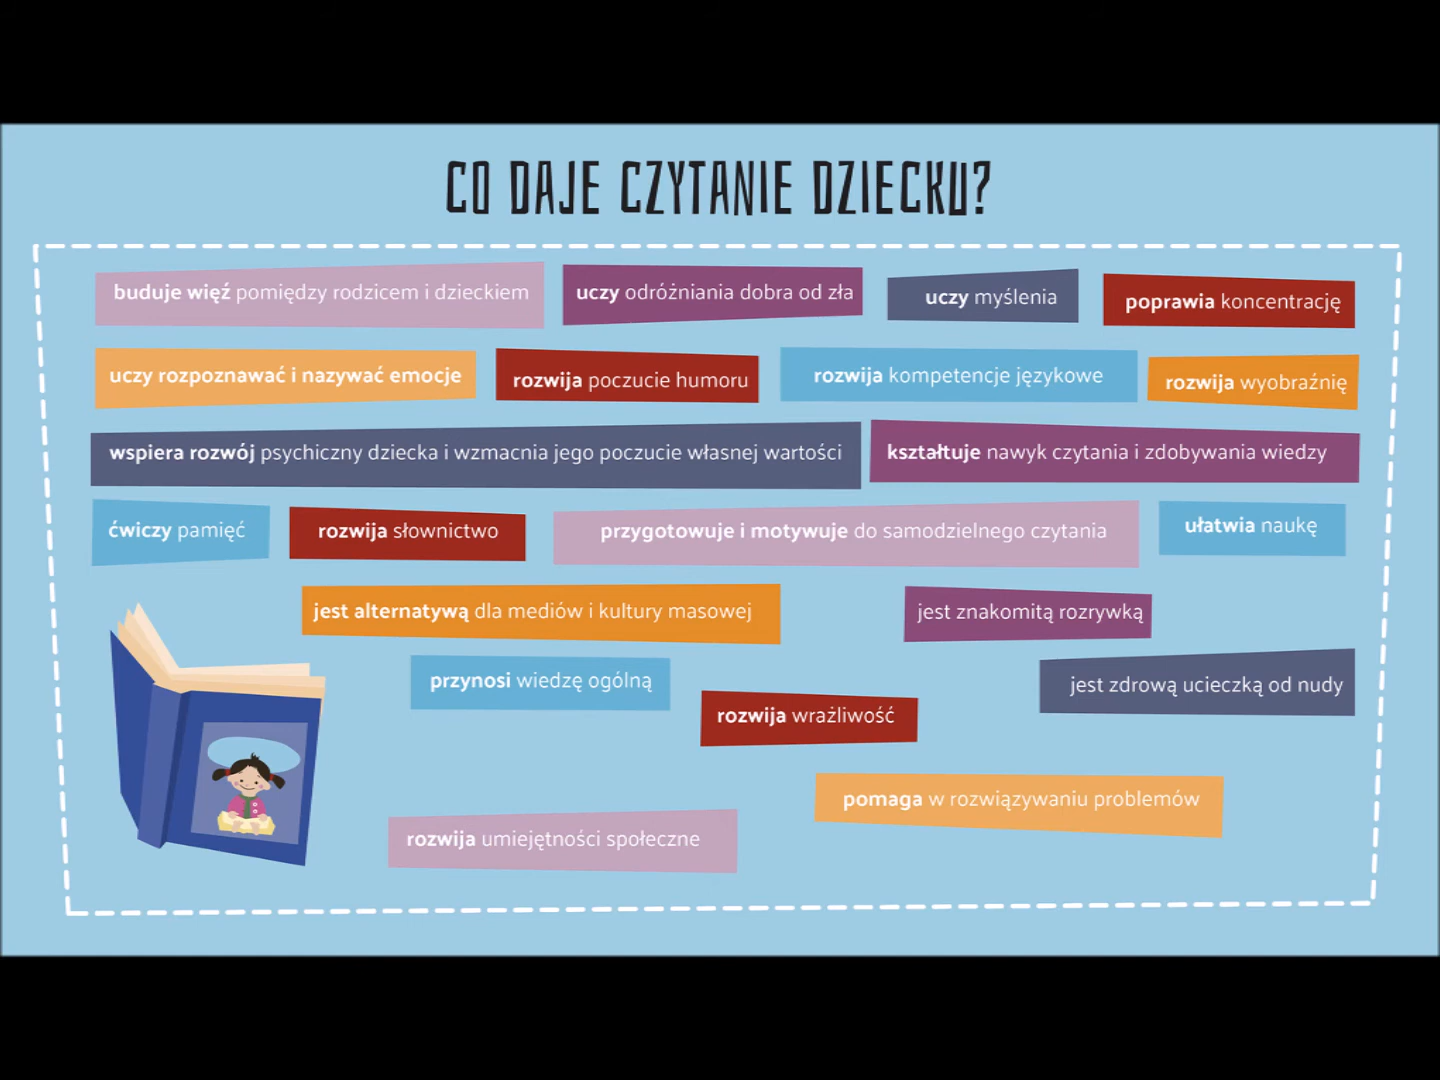 CO DAJE CZYTANIE DZIECKU?
buduje więź pomiędzy rodzicem i dzieckiem
uczy odróżniania dobra od zła
uczy myślenia
poprawia koncentrację
uczy rozpoznawać i nazywać emocje
rozwija poczucie humoru
rozwija kompetencje językowe
rozwija wyobraźnię
wspiera rozwój psychiczny dziecka i wzmacnia jego poczucie własnej wartości
kształtuje nawyk czytania i zdobywania wiedzy
ćwiczy pamięć
rozwija słownictwo
przygotowuje i motywuje do samodzielnego czytania
ułatwia naukę
jest alternatywą dla mediów i kultury masowej
jest znakomitą rozrywką
przynosi wiedzę ogólną
jest zdrową ucieczką od nudy
rozwija wrażliwość
pomaga w rozwiązywaniu problemów
rozwija umiejętności społeczne